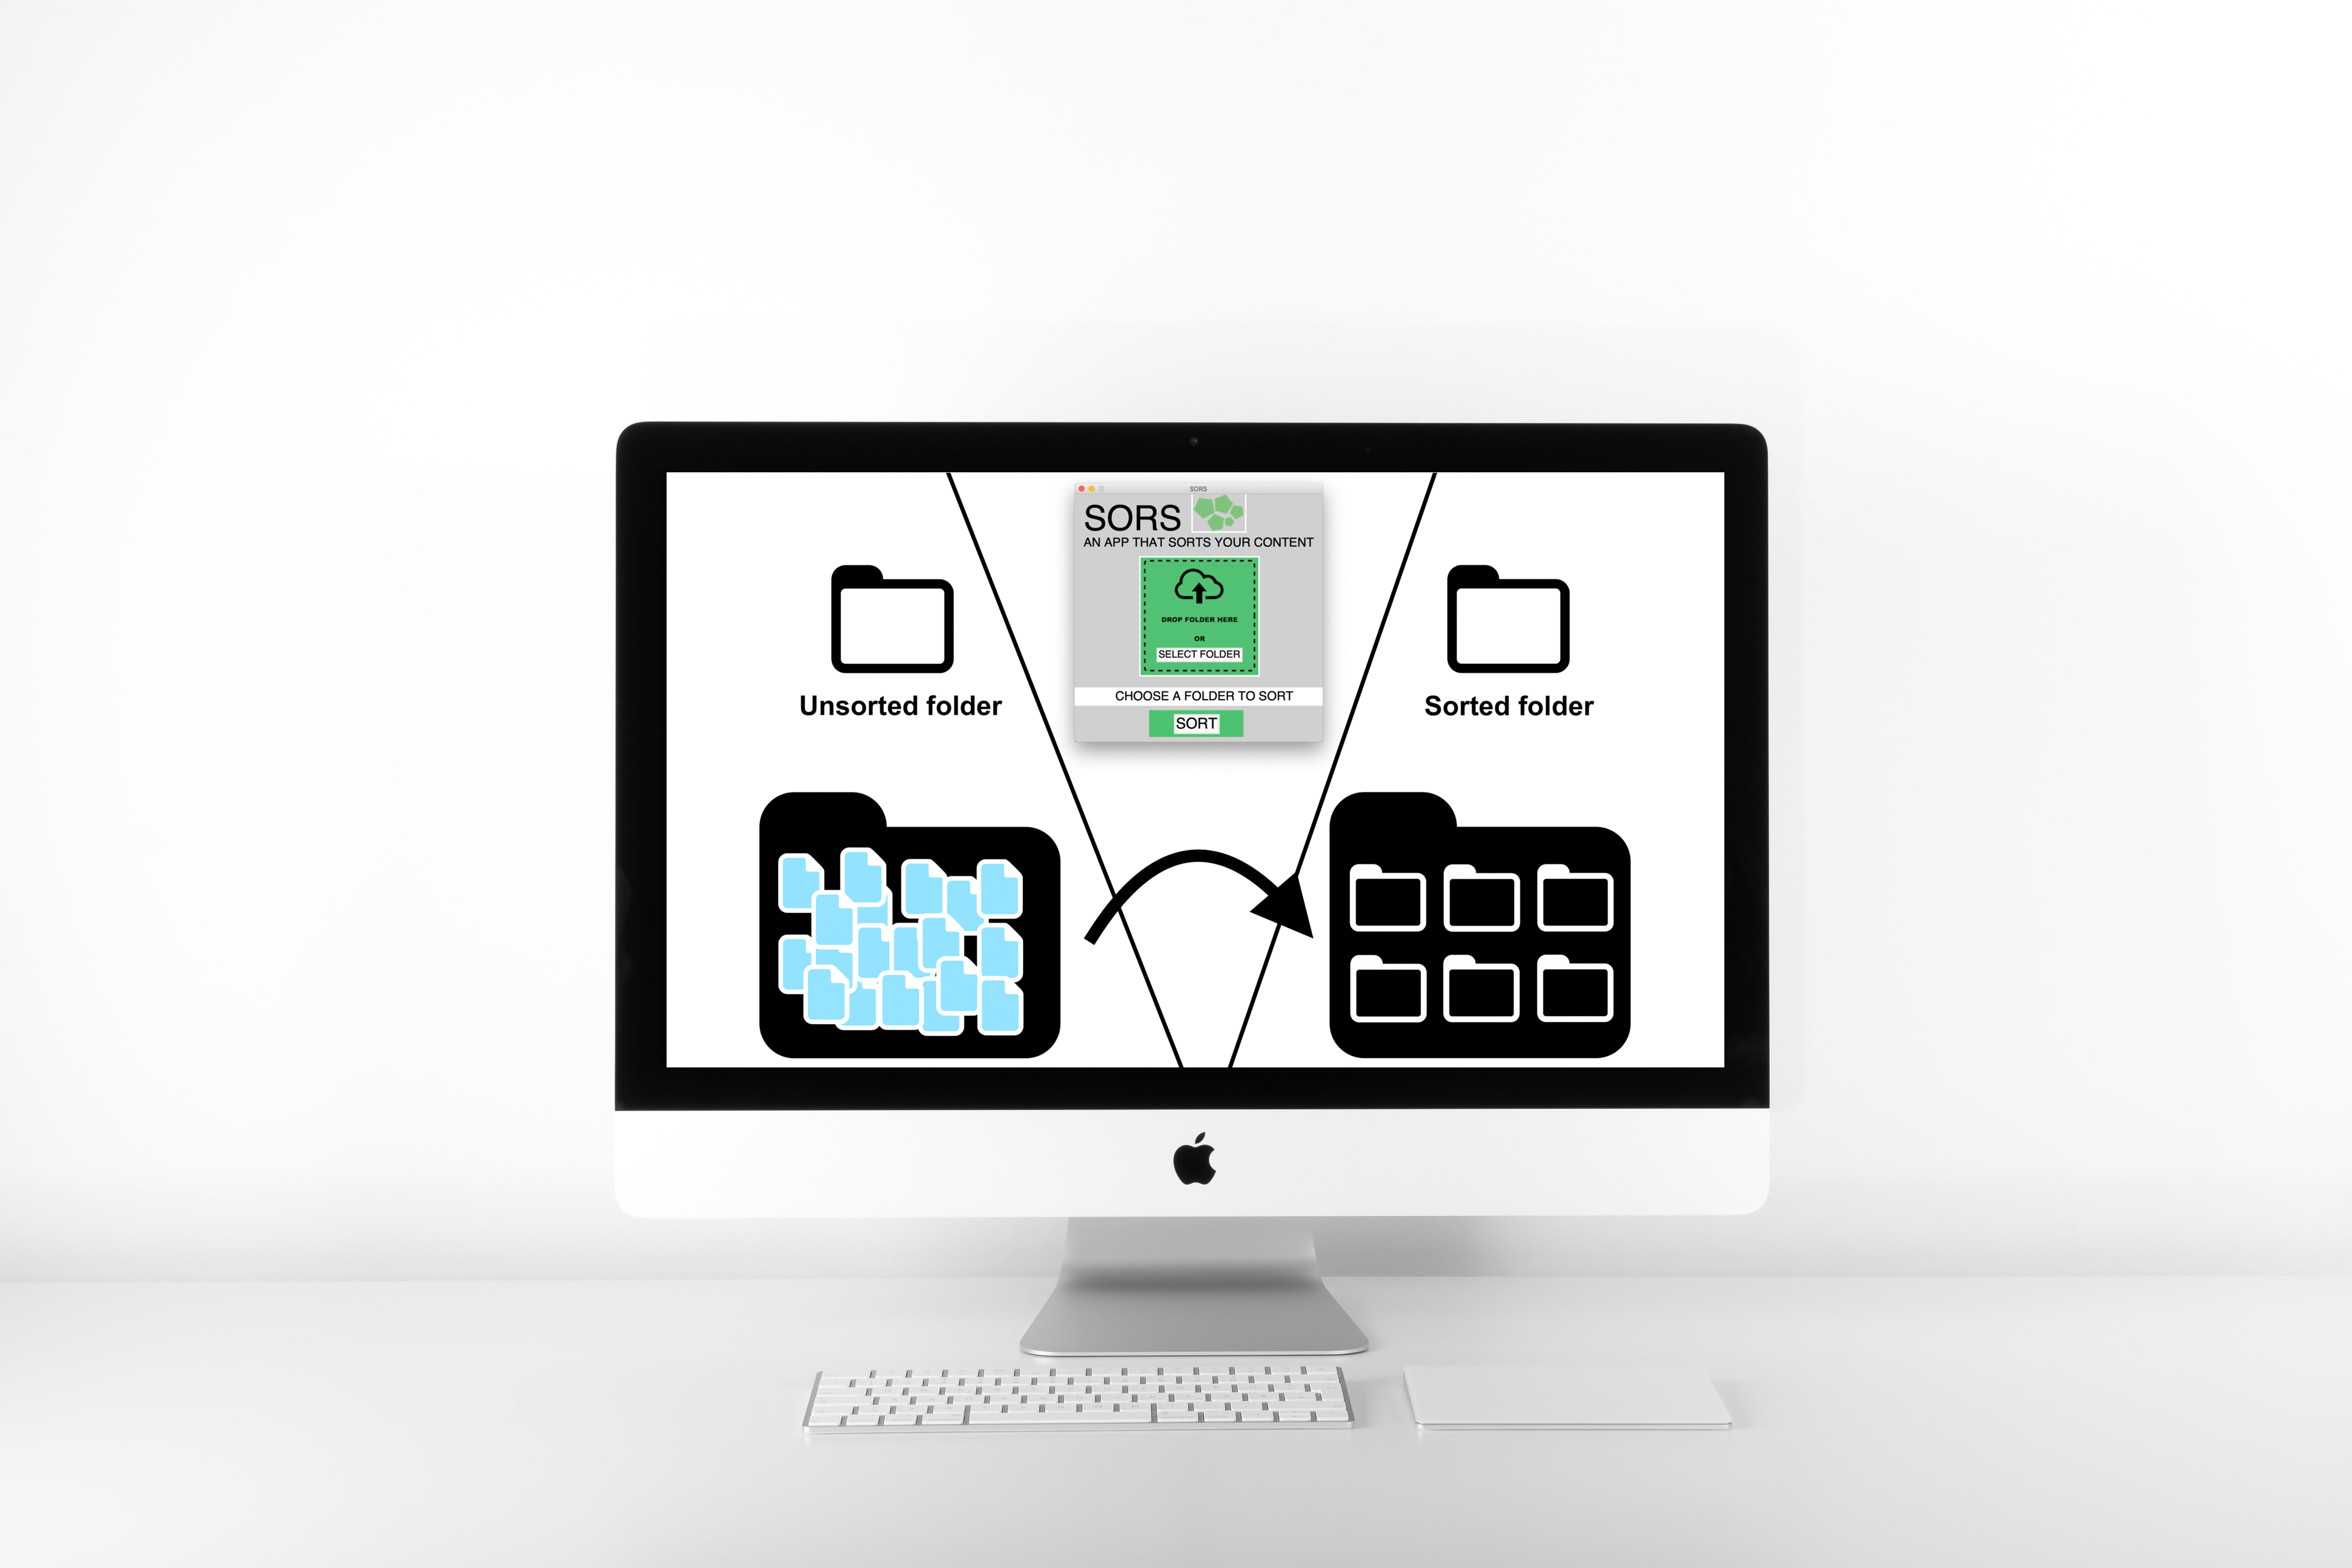 SORS
SORS
AN APP THAT SORTS YOUR CONTENT
DROP FOLDER HERE
OR
SELECT FOLDER
CHOOSE A FOLDER TO SORT
SORT
Unsorted folder
Sorted folder